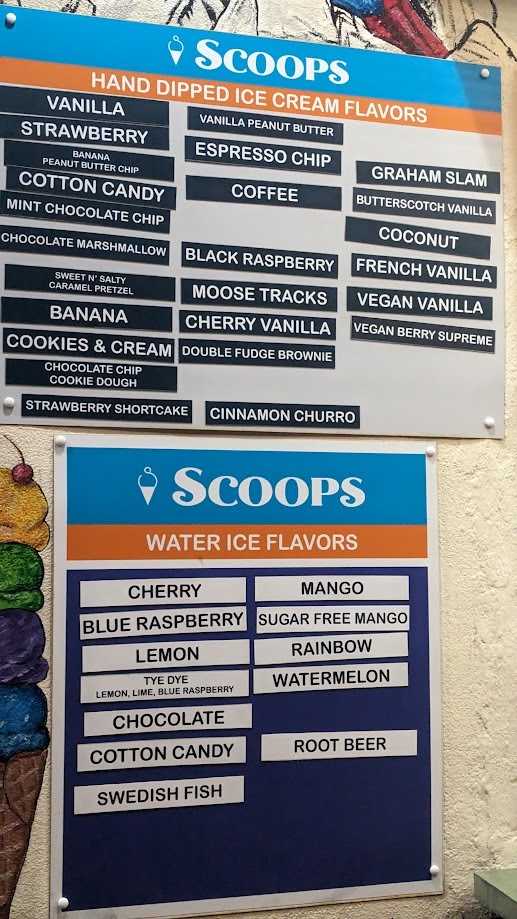 SCOOPS
HAND DIPPED ICE CREAM FLAVORS
VANILLA
STRAWBERRY
BANANA
PEANUT BUTTER CHIP
COTTON CANDY
MINT CHOCOLATE CHIP
CHOCOLATE MARSHMALLOW
SWEET N' SALTY
CARAMEL PRETZEL
BANANA
COOKIES & CREAM
CHOCOLATE CHIP
COOKIE DOUGH
STRAWBERRY SHORTCAKE
VANILLA PEANUT BUTTER
ESPRESSO CHIP
COFFEE
BLACK RASPBERRY
MOOSE TRACKS
CHERRY VANILLA
DOUBLE FUDGE BROWNIE
CINNAMON CHURRO
GRAHAM SLAM
BUTTERSCOTCH VANILLA
COCONUT
FRENCH VANILLA
VEGAN VANILLA
VEGAN BERRY SUPREME
SCOOPS
WATER ICE FLAVORS
CHERRY
BLUE RASPBERRY
LEMON
TYE DYE
LEMON, LIME, BLUE RASPBERRY
CHOCOLATE
COTTON CANDY
SWEDISH FISH
MANGO
SUGAR FREE MANGO
RAINBOW
WATERMELON
ROOT BEER